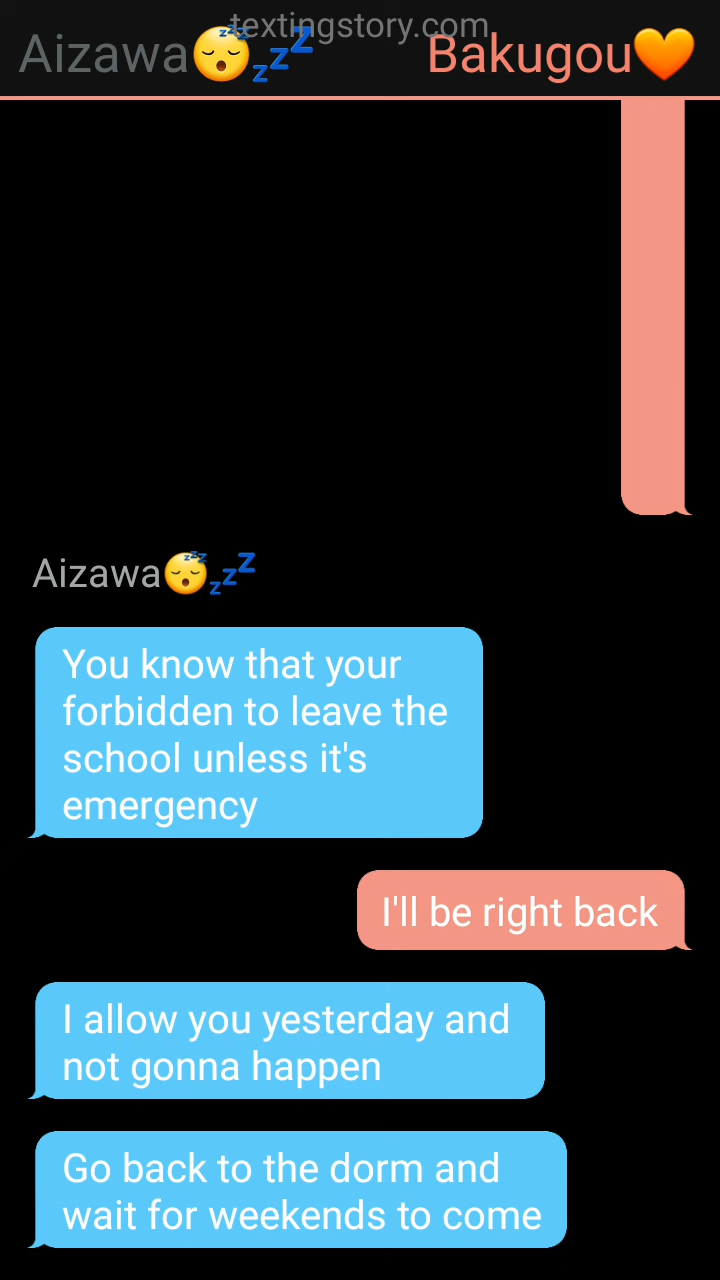 textingstory.com
Aizawa😴💤 Bakugou🧡
Aizawa😴💤
You know that your
forbidden to leave the
school unless it's
emergency
I'll be right back
I allow you yesterday and
not gonna happen
Go back to the dorm and
wait for weekends to come